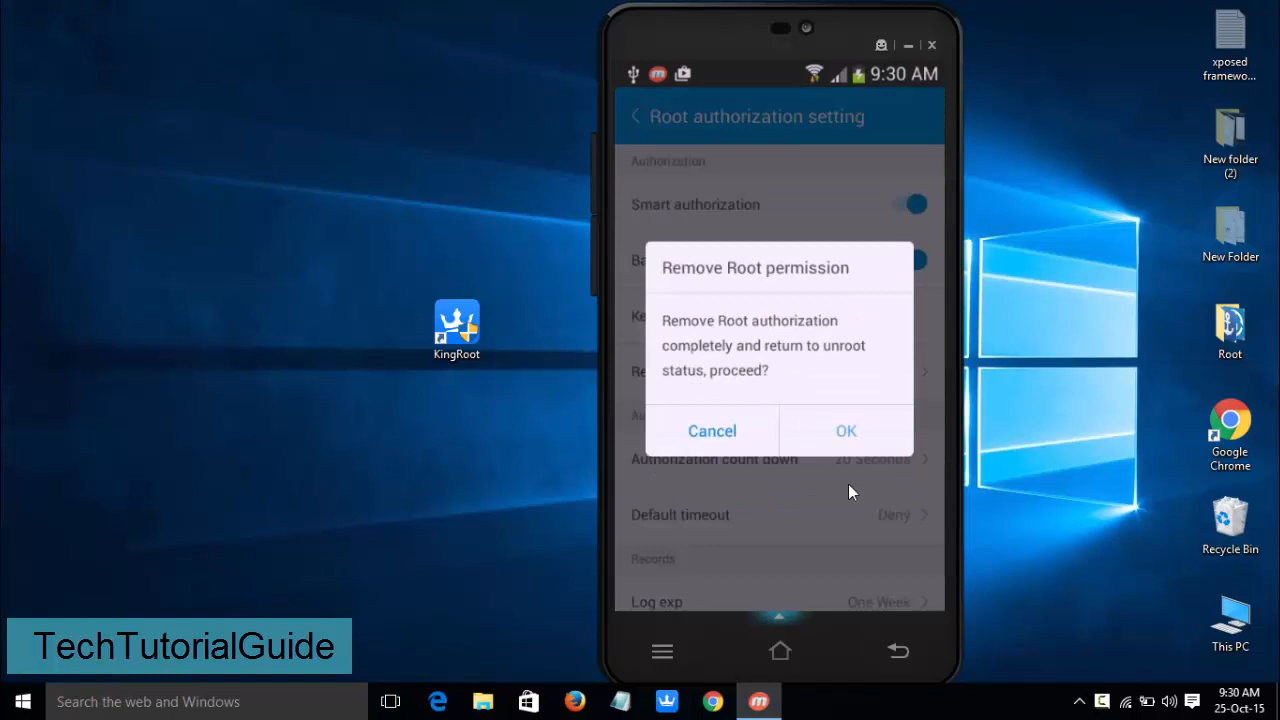 9:30 AM
Root authorization setting
Authorization
Smart authorization
Remove Root permission
Remove Root authorization
completely and return to unroot
status, proceed?
Cancel
OK
Authorization count down
20 Seconds
Default timeout
Deny
Records
Log exp
One Week
KingRoot
xposed
framewo...
New folder
(2)
New Folder
Root
Google
Chrome
Recycle Bin
This PC
TechTutorialGuide
Search the web and Windows
9:30 AM
25-Oct-15